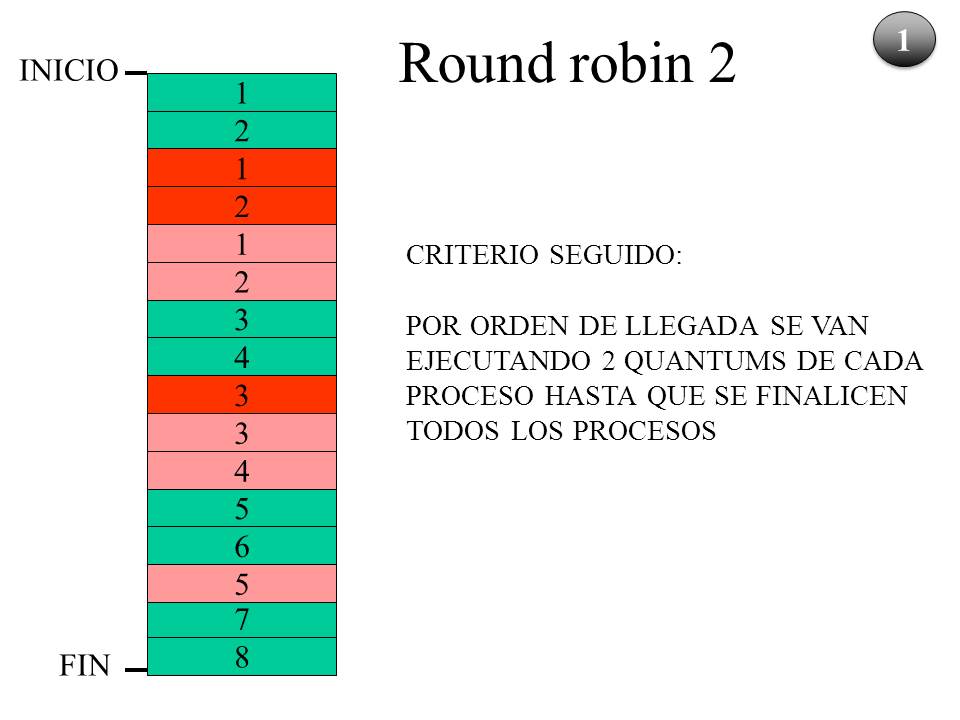 Round robin 2
1
INICIO
1
2
1
2
1
2
3
4
3
3
4
5
6
5
7
8
FIN
CRITERIO SEGUIDO:
POR ORDEN DE LLEGADA SE VAN
EJECUTANDO 2 QUANTUMS DE CADA
PROCESO HASTA QUE SE FINALICEN
TODOS LOS PROCESOS